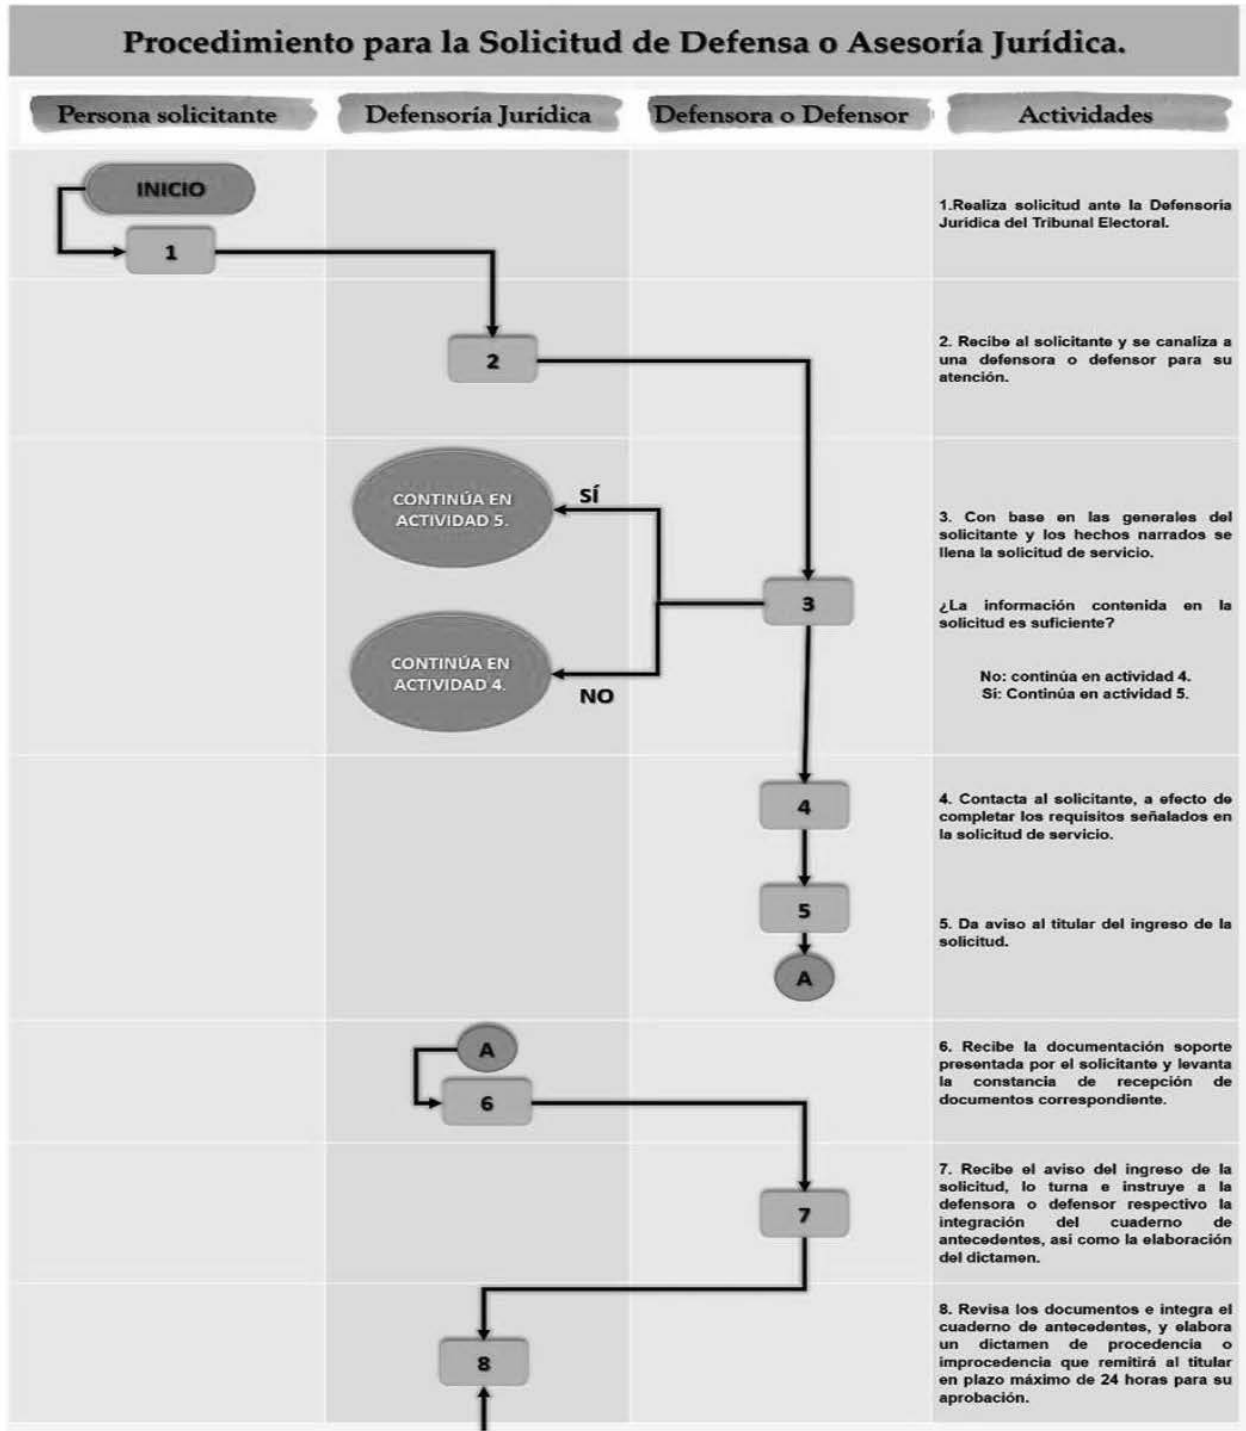 Procedimiento para la Solicitud de Defensa o Asesoría Jurídica.
Persona solicitante
Defensoría Jurídica
Defensora o Defensor
Actividades
INICIO
1
1.Realiza solicitud ante la Defensoria
Jurídica del Tribunal Electoral.
2
2. Recibe al solicitante y se canaliza a
una defensora o defensor para su
atención.
CONTINÚA EN
ACTIVIDAD 5.
SÍ
3
CONTINÚA EN
ACTIVIDAD 4.
NO
3. Con base en las generales del
solicitante y los hechos narrados se
llena la solicitud de servicio.
¿La información contenida en la
solicitud es suficiente?
No: continúa en actividad 4.
Si: Continúa en actividad 5.
4
4. Contacta al solicitante, a efecto de
completar los requisitos señalados en
la solicitud de servicio.
5
5. Da aviso al titular del ingreso de la
solicitud.
A
A
6
6. Recibe la documentación soporte
presentada por el solicitante y levanta
la constancia de recepción de
documentos correspondiente.
7
7. Recibe el aviso del ingreso de la
solicitud, lo turna e instruye a la
defensora o defensor respectivo la
integración del cuaderno de
antecedentes, así como la elaboración
del dictamen.
8
8. Revisa los documentos e integra el
cuaderno de antecedentes, y elabora
un dictamen de procedencia o
improcedencia que remitirá al titular
en plazo máximo de 24 horas para su
aprobación.